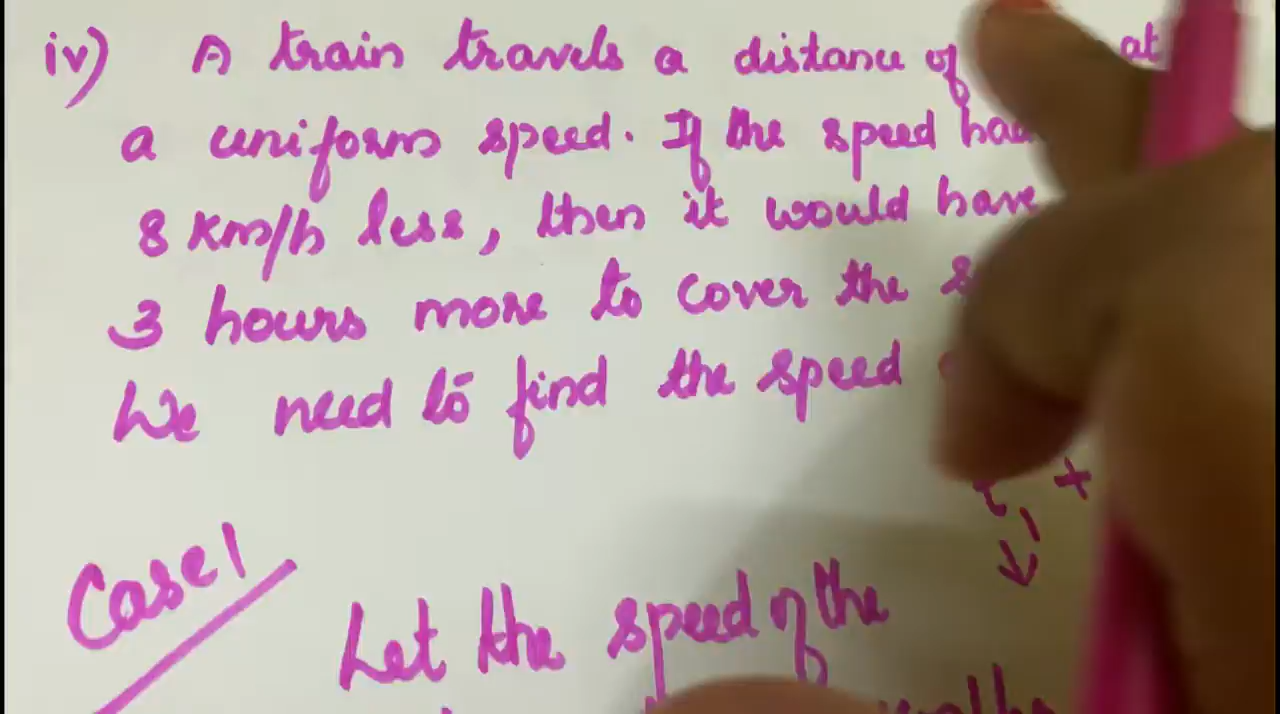 iv) A train travels a distance of at
a uniform speed. If the speed had
8 km/h less, then it would have
3 hours more to cover the
We need to find the speed
t, +
Case 1
Let the speed of the